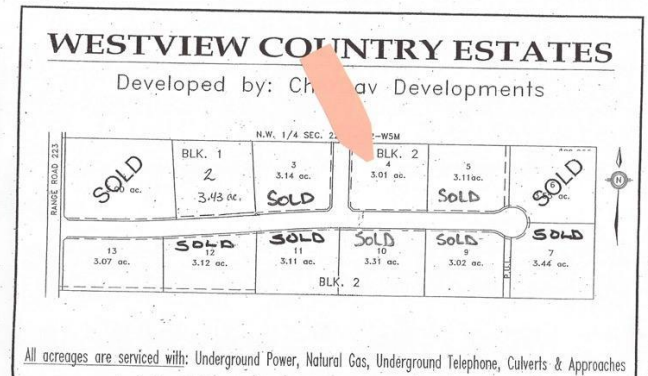 WESTVIEW COUNTRY ESTATES
Developed by: Developments
N.W. 1/4 SEC. -W5M
RANGE ROAD 223
BLK. 1
BLK. 2
SOLD
ac.
2
3.43 ac.
3
3.14 ac.
SOLD
4
3.01 ac.
5
3.11ac.
SOLD
6
SOLD
ac.
13
3.07 ac.
SOLD
12
3.12 ac.
SOLD
11
3.11 ac.
SOLD
10
3.31 ac.
SOLD
9
3.02 ac.
P.U.L.
SOLD
7
3.44 ac.
BLK. 2
N
All acreages are serviced with: Underground Power, Natural Gas, Underground Telephone, Culverts & Approaches